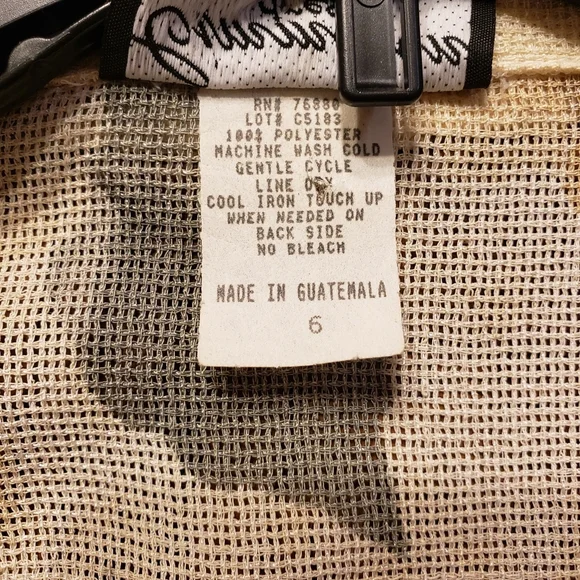 RN# 76880
LOT# C5183
100% POLYESTER
MACHINE WASH COLD
GENTLE CYCLE
LINE DRY
COOL IRON TOUCH UP
WHEN NEEDED ON
BACK SIDE
NO BLEACH
MADE IN GUATEMALA
6